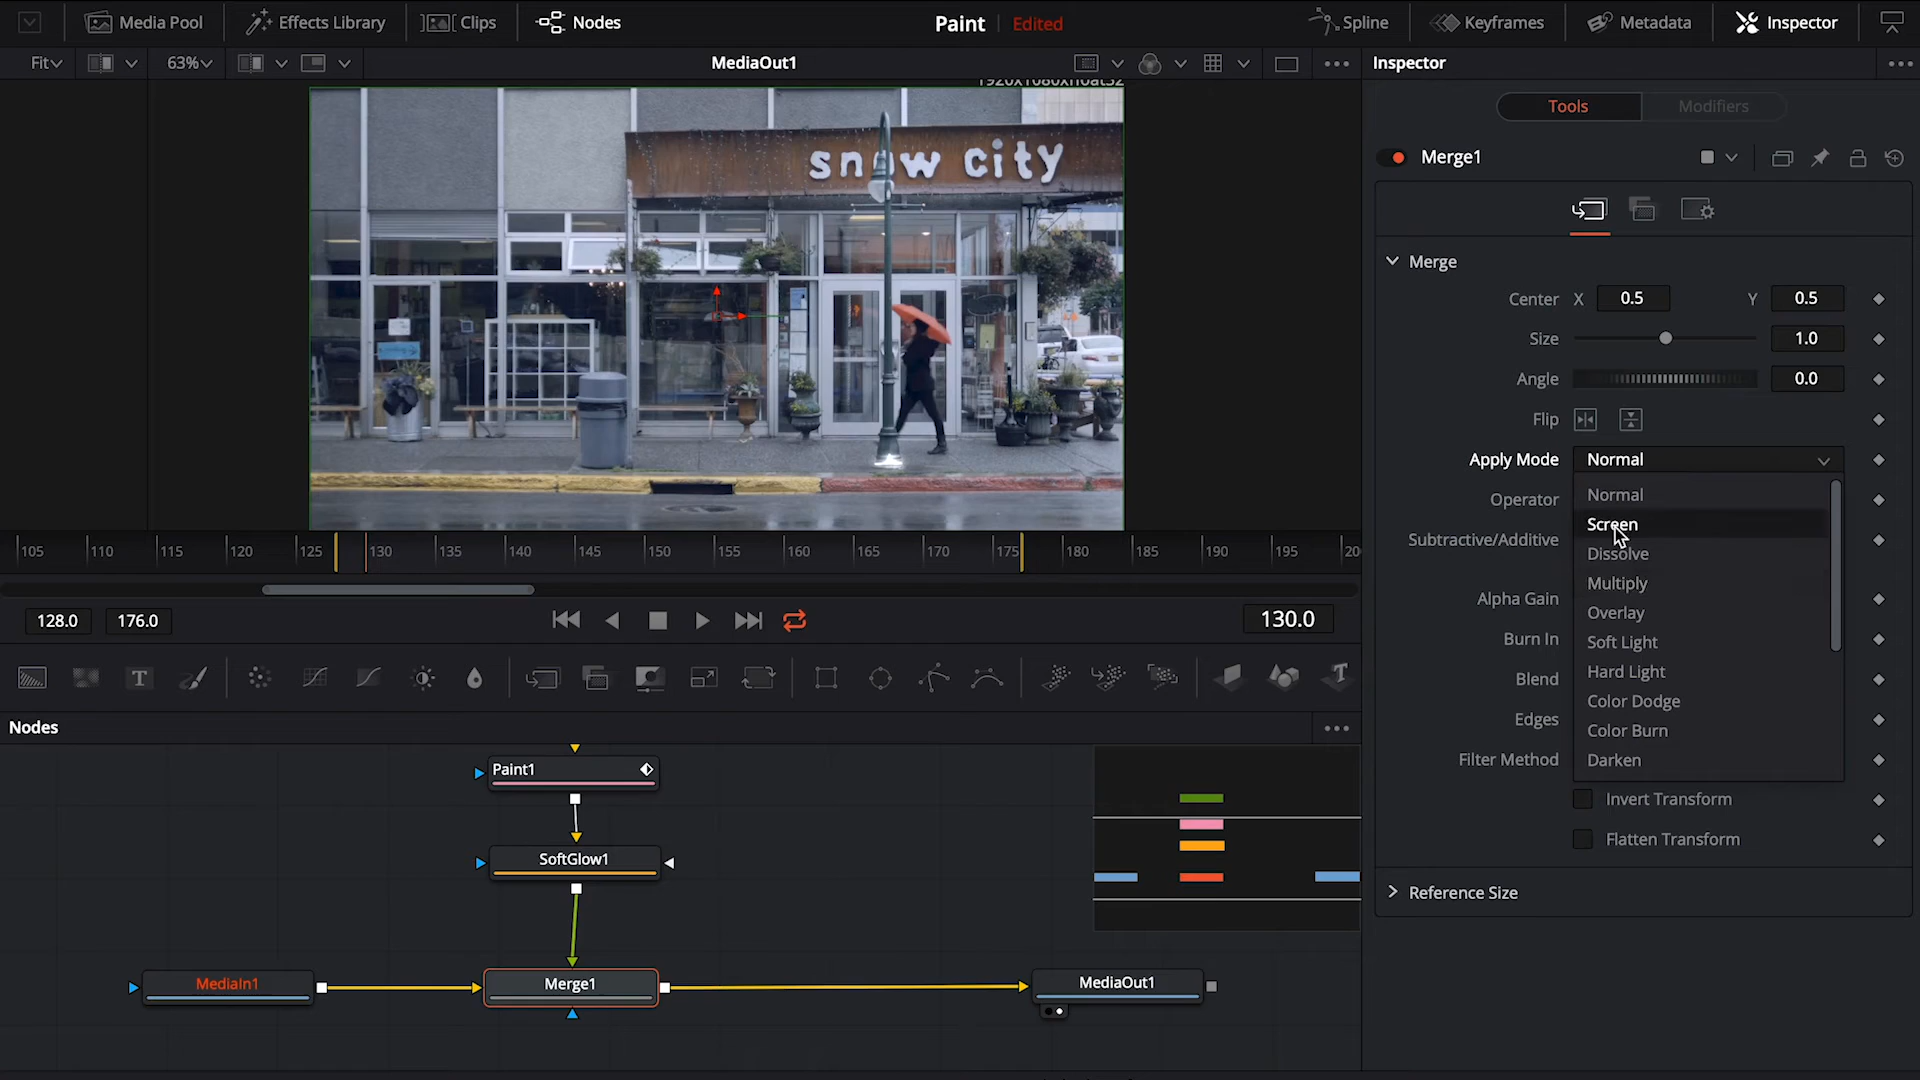 Media Pool Effects Library Clips Nodes Paint Edited Spline Keyframes Metadata Inspector
Fit 63% MediaOut1 Inspector
1920x1080xfloat32
Tools Modifiers
Merge1
snow city
Merge
Center X 0.5 Y 0.5
Size 1.0
Angle 0.0
Flip
Apply Mode Normal
Normal
Operator
Screen
Subtractive/Additive
Dissolve
Multiply
Alpha Gain
Overlay
Burn In
Soft Light
Hard Light
Blend
Color Dodge
Edges
Color Burn
Filter Method
Darken
Invert Transform
Flatten Transform
Reference Size
105 110 115 120 125 130 135 140 145 150 155 160 165 170 175 180 185 190 195 20
128.0 176.0 130.0
T T
Nodes
Paint1
SoftGlow1
MediaIn1 Merge1 MediaOut1